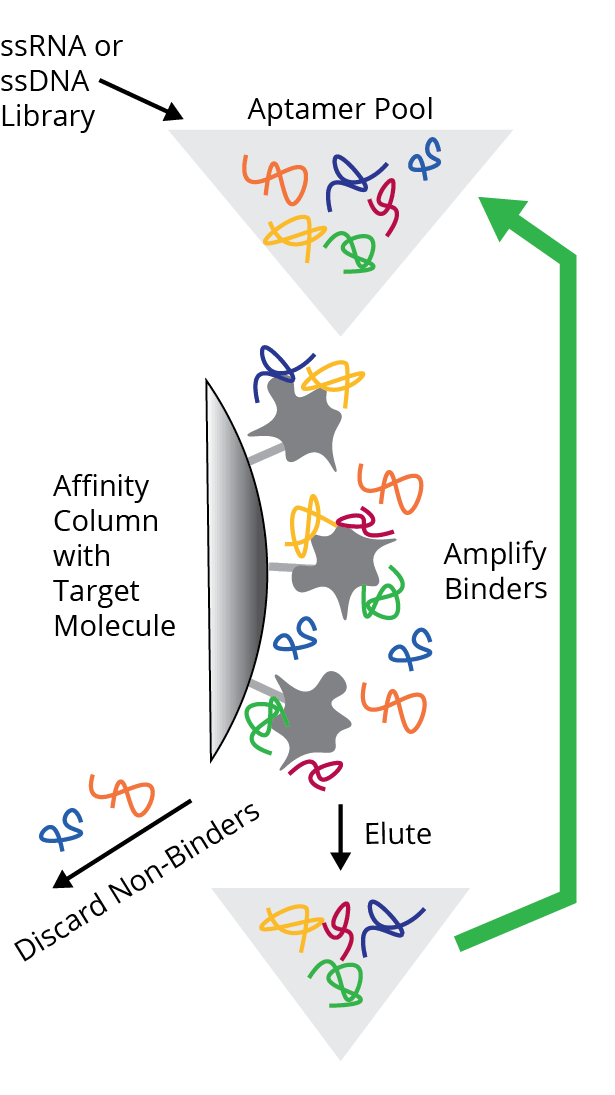 ssRNA or
ssDNA
Library
Aptamer Pool
Affinity
Column
with
Target
Molecule
Amplify
Binders
Elute
Discard Non-Binders